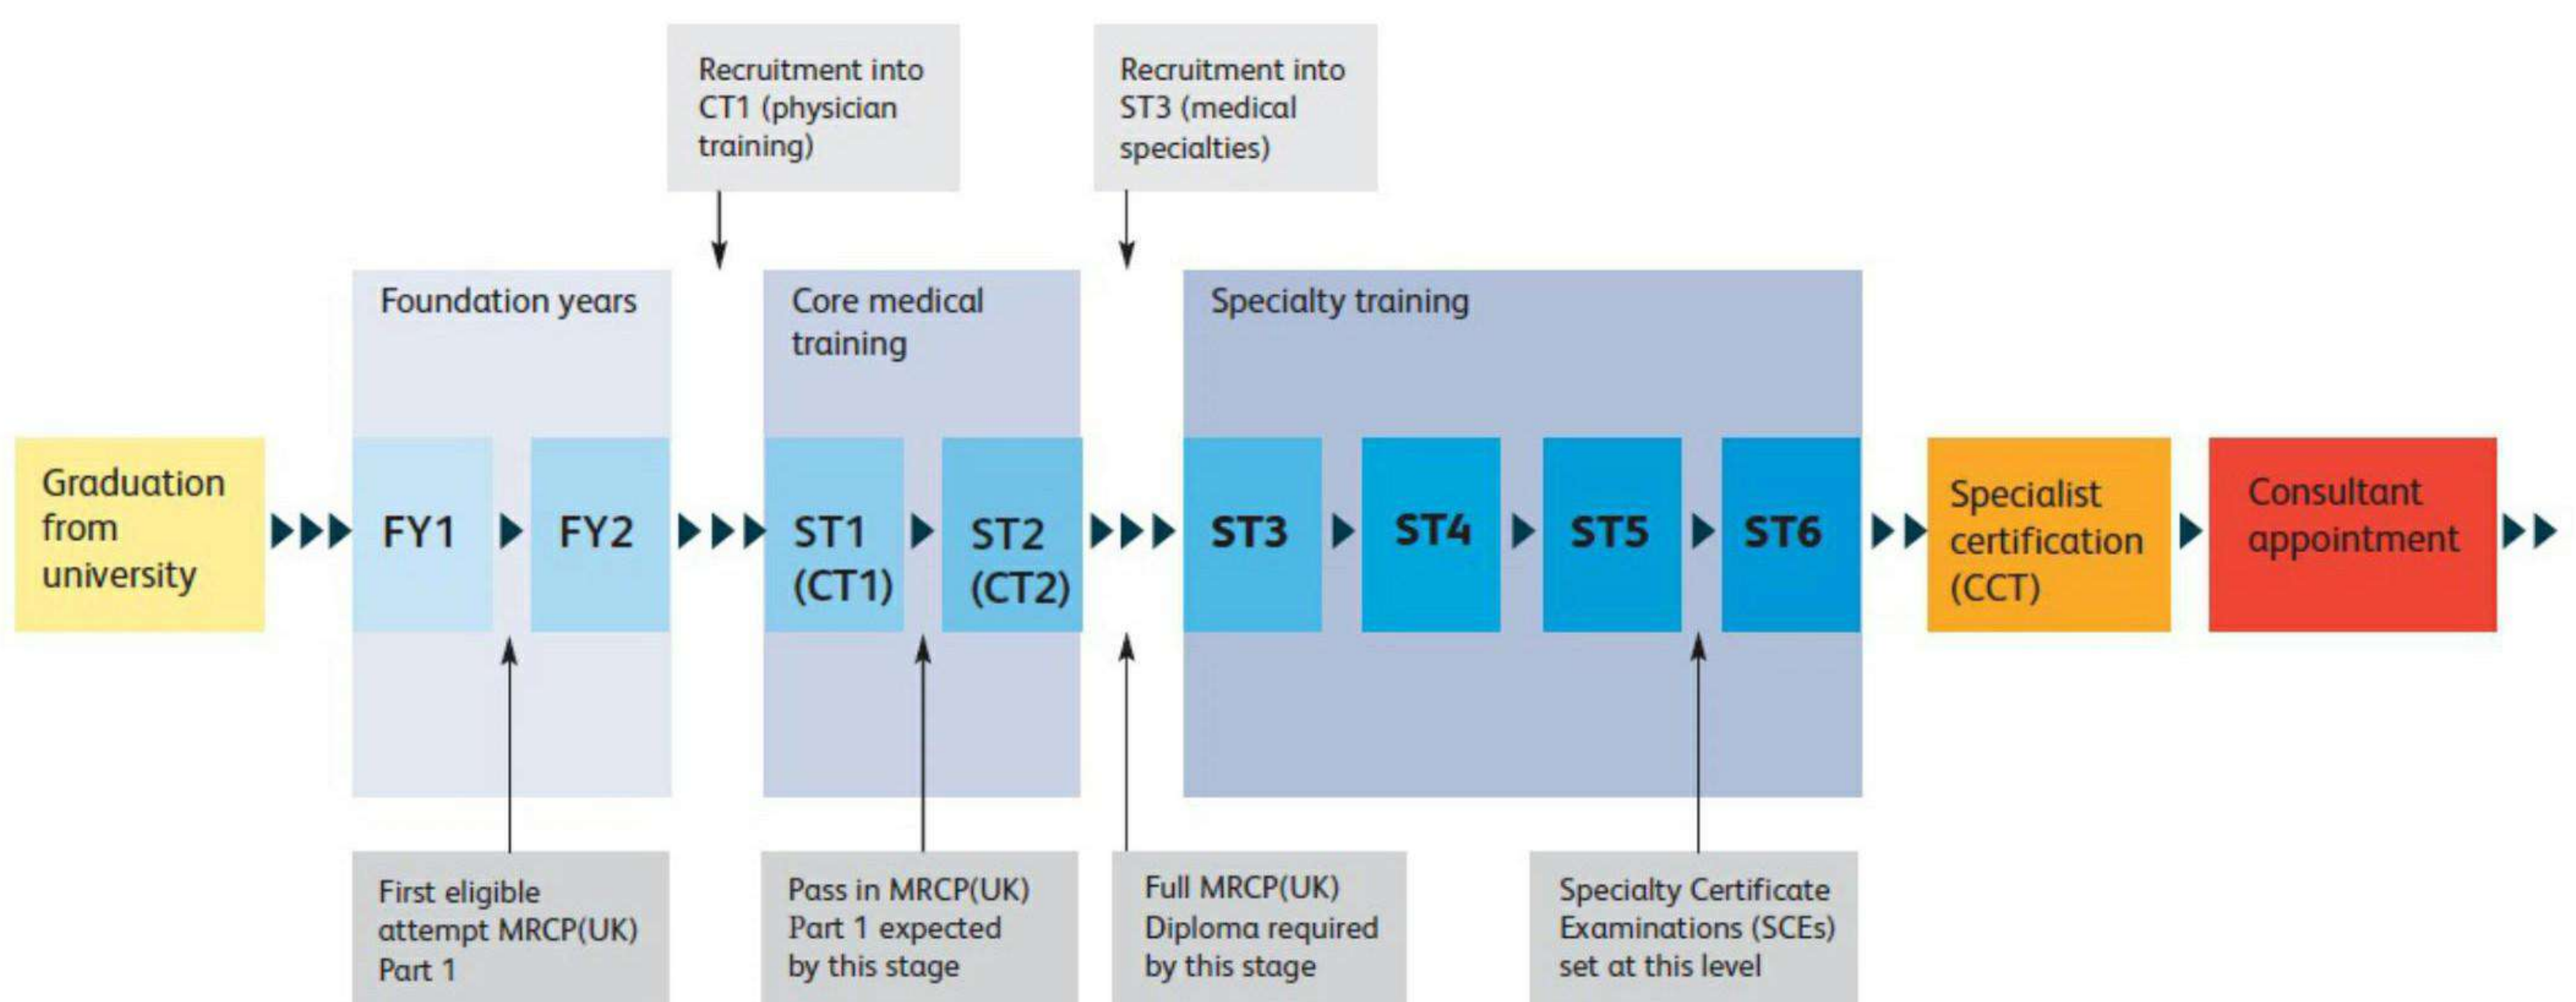 Recruitment into
CT1 (physician
training)
Recruitment into
ST3 (medical
specialties)
Foundation years
Core medical
training
Specialty training
Graduation
from
university
FY1
FY2
ST1
(CT1)
ST2
(CT2)
ST3
ST4
ST5
ST6
Specialist
certification
(CCT)
Consultant
appointment
First eligible
attempt MRCP(UK)
Part 1
Pass in MRCP(UK)
Part 1 expected
by this stage
Full MRCP(UK)
Diploma required
by this stage
Specialty Certificate
Examinations (SCEs)
set at this level